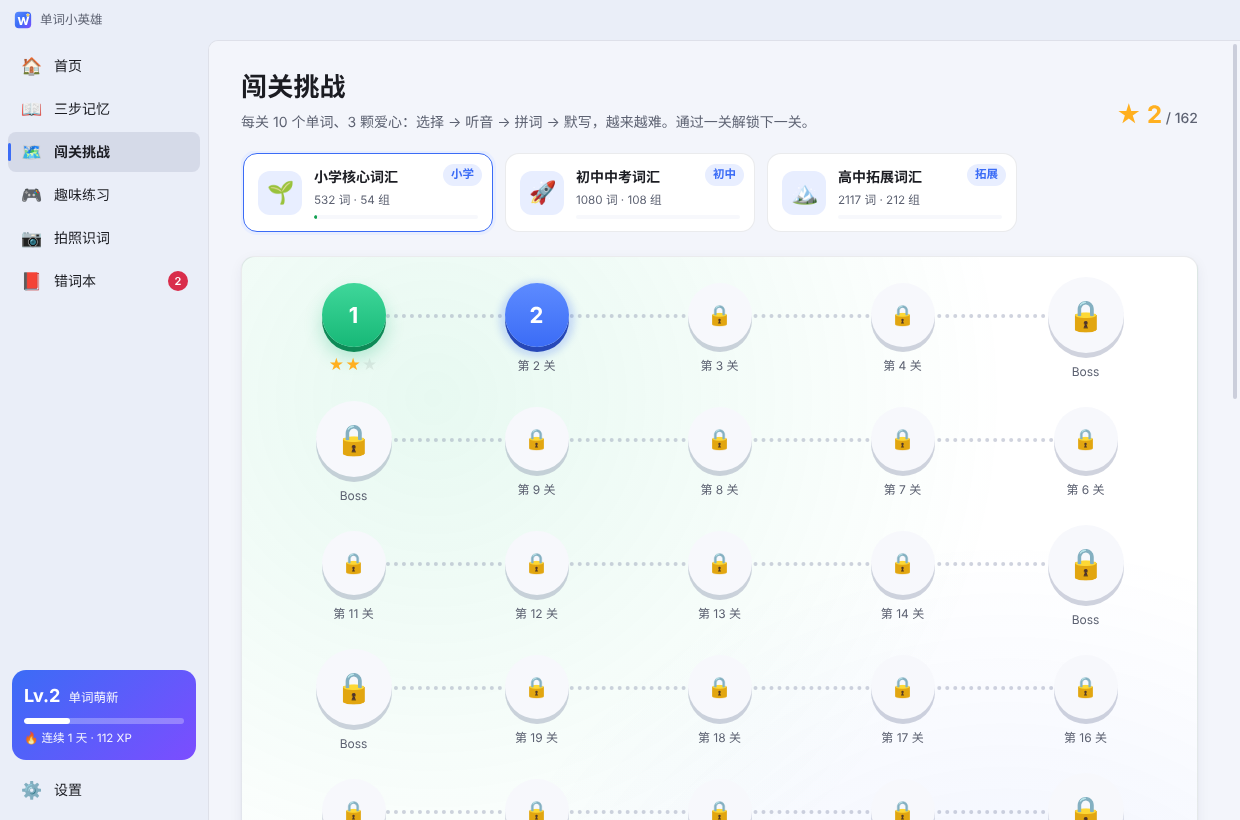 单词小英雄
首页
三步记忆
闯关挑战
趣味练习
拍照识词
错词本
2
Lv.2 单词萌新
连续 1 天 · 112 XP
设置
闯关挑战
每关 10 个单词、3 颗爱心：选择 → 听音 → 拼词 → 默写，越来越难。通过一关解锁下一关。
★ 2 / 162
小学核心词汇
小学
532 词 · 54 组
初中中考词汇
初中
1080 词 · 108 组
高中拓展词汇
拓展
2117 词 · 212 组
1
2
第 2 关
第 3 关
第 4 关
Boss
Boss
第 9 关
第 8 关
第 7 关
第 6 关
第 11 关
第 12 关
第 13 关
第 14 关
Boss
Boss
第 19 关
第 18 关
第 17 关
第 16 关